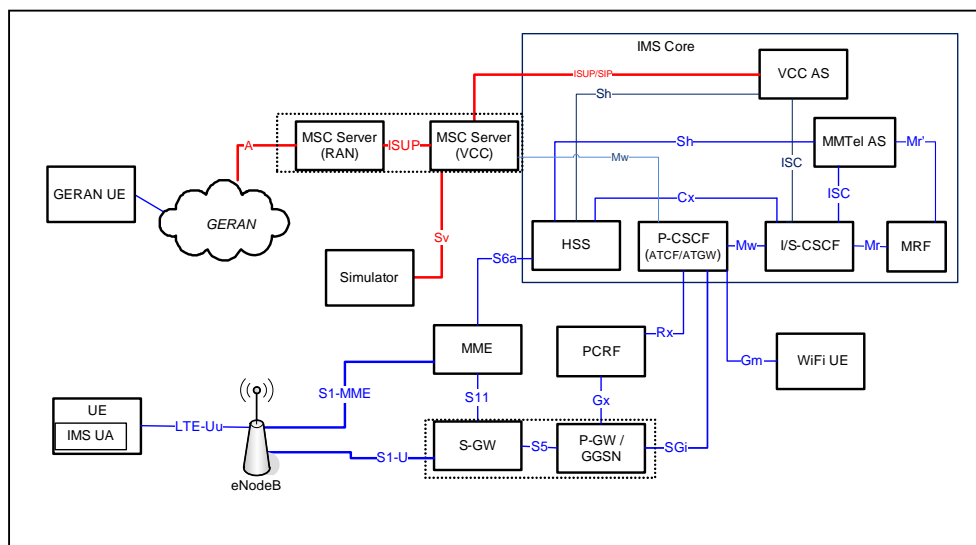 IMS Core
ISUP/SIP
VCC AS
Sh
MSC Server
(RAN)
ISUP
MSC Server
(VCC)
A
Sh
MMTel AS
Mr'
Mw
ISC
ISC
GERAN UE
GERAN
Cx
Sv
HSS
P-CSCF
(ATCF/ATGW)
Mw
I/S-CSCF
Mr
MRF
Simulator
S6a
MME
PCRF
Rx
Gm
WiFi UE
S1-MME
S11
Gx
UE
IMS UA
LTE-Uu
S1-U
S-GW
S5
P-GW /
GGSN
SGi
eNodeB